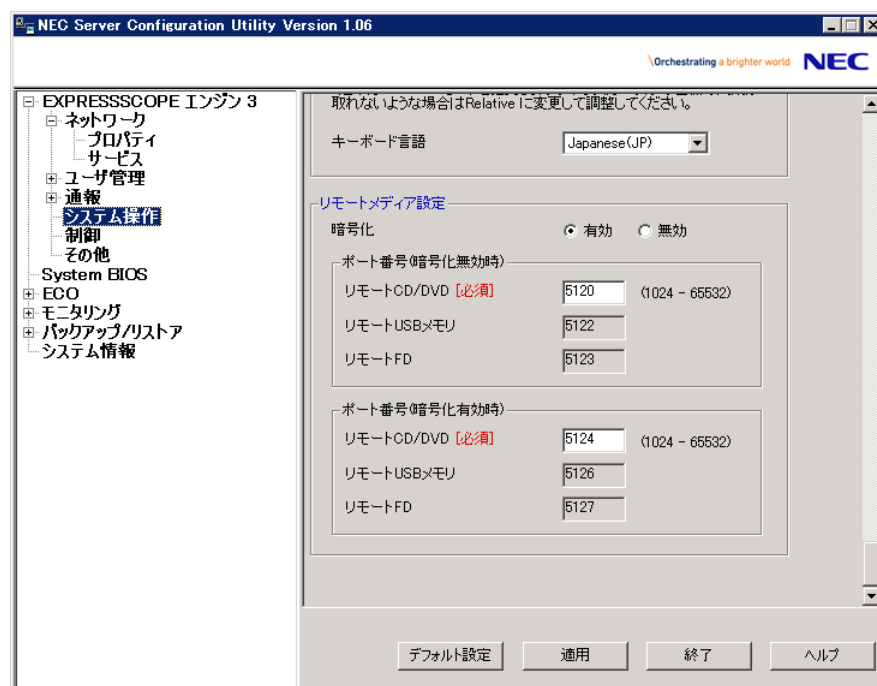 NEC Server Configuration Utility Version 1.06
\Orchestrating a brighter world NEC
EXPRESSSCOPE エンジン 3
ネットワーク
プロパティ
サービス
ユーザ管理
通報
システム操作
制御
その他
System BIOS
ECO
モニタリング
バックアップ/リストア
システム情報
取れないような場合はRelative に変更して調整してください。
キーボード言語 Japanese(JP)
リモートメディア設定
暗号化 有効 無効
ポート番号(暗号化無効時)
リモートCD/DVD [必須] 5120 (1024 - 65532)
リモートUSBメモリ 5122
リモートFD 5123
ポート番号(暗号化有効時)
リモートCD/DVD [必須] 5124 (1024 - 65532)
リモートUSBメモリ 5126
リモートFD 5127
デフォルト設定 適用 終了 ヘルプ